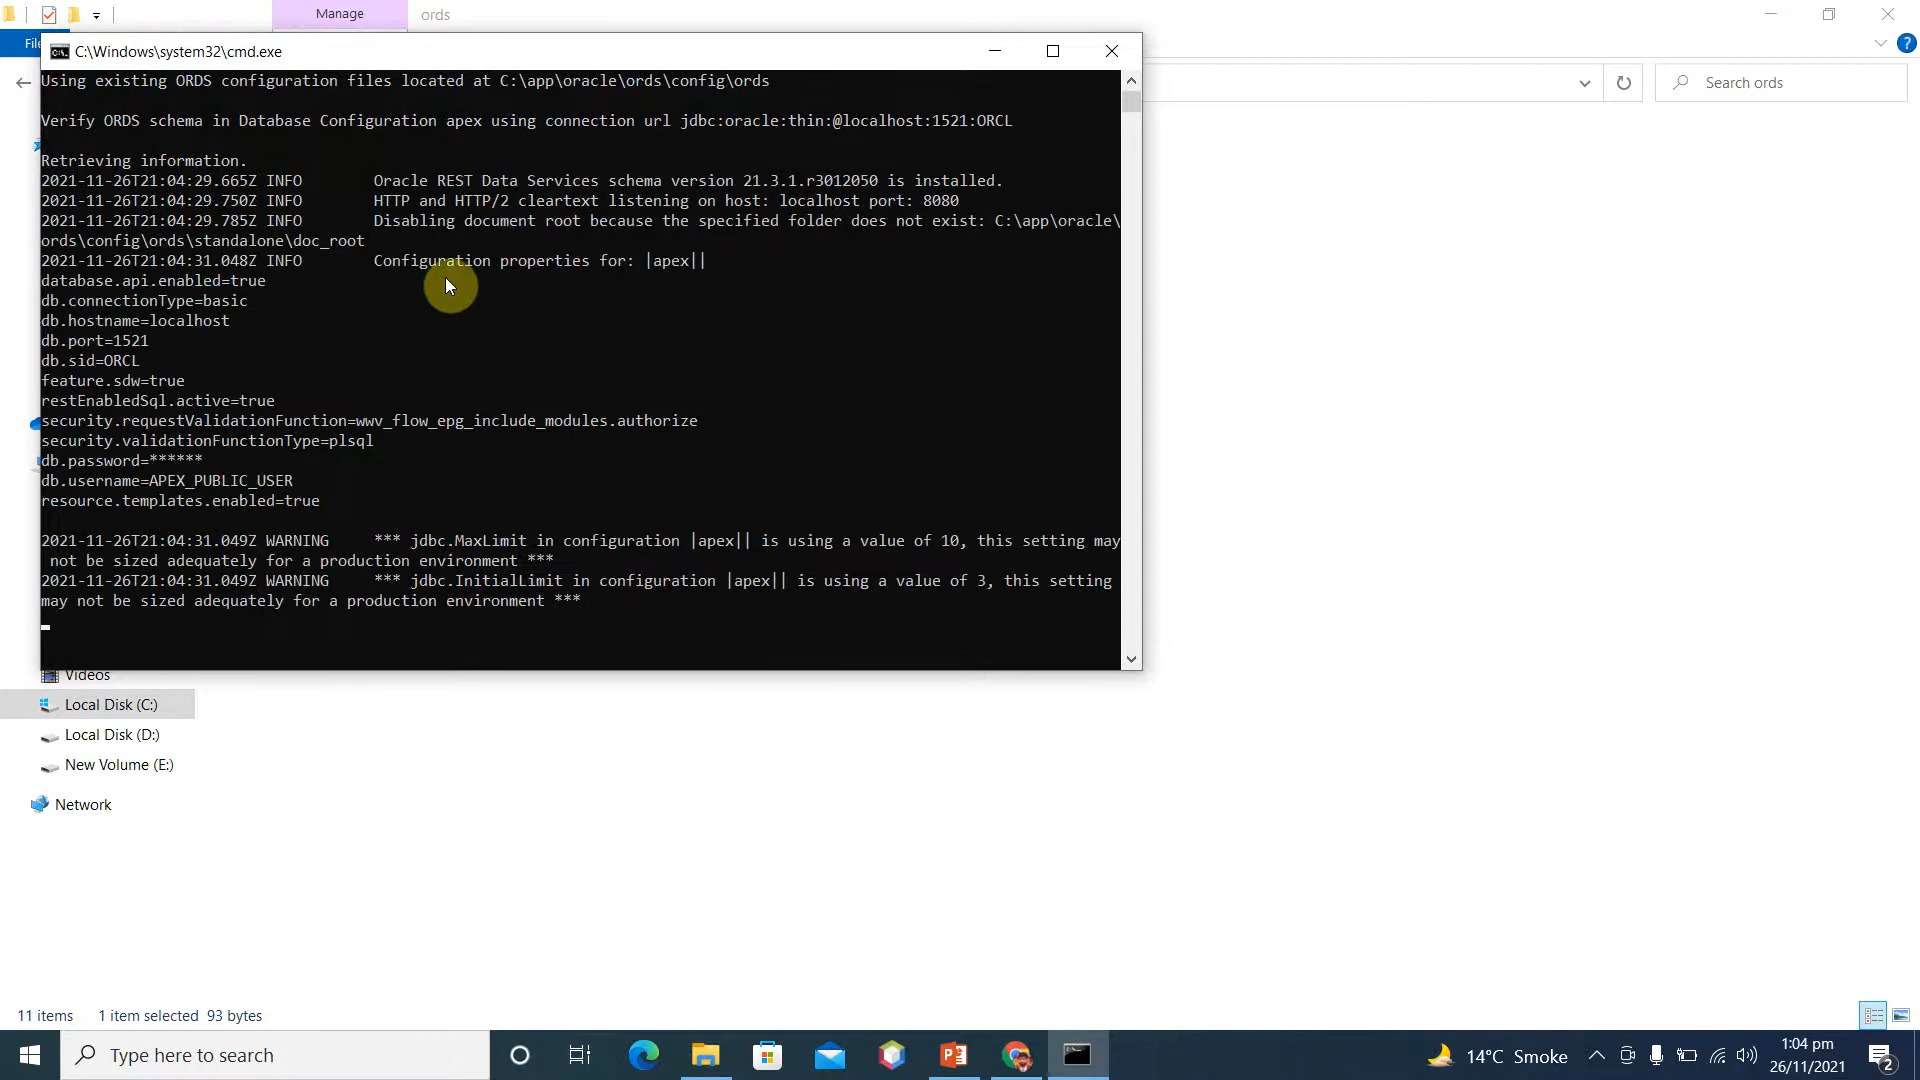 Manage
ords
File
C:\Windows\system32\cmd.exe
Search ords
Using existing ORDS configuration files located at C:\app\oracle\ords\config\ords
Verify ORDS schema in Database Configuration apex using connection url jdbc:oracle:thin:@localhost:1521:ORCL
Retrieving information.
2021-11-26T21:04:29.665Z INFO        Oracle REST Data Services schema version 21.3.1.r3012050 is installed.
2021-11-26T21:04:29.750Z INFO        HTTP and HTTP/2 cleartext listening on host: localhost port: 8080
2021-11-26T21:04:29.785Z INFO        Disabling document root because the specified folder does not exist: C:\app\oracle\
ords\config\ords\standalone\doc_root
2021-11-26T21:04:31.048Z INFO        Configuration properties for: |apex||
database.api.enabled=true
db.connectionType=basic
db.hostname=localhost
db.port=1521
db.sid=ORCL
feature.sdw=true
restEnabledSql.active=true
security.requestValidationFunction=wwv_flow_epg_include_modules.authorize
security.validationFunctionType=plsql
db.password=******
db.username=APEX_PUBLIC_USER
resource.templates.enabled=true
2021-11-26T21:04:31.049Z WARNING     *** jdbc.MaxLimit in configuration |apex|| is using a value of 10, this setting may
not be sized adequately for a production environment ***
2021-11-26T21:04:31.049Z WARNING     *** jdbc.InitialLimit in configuration |apex|| is using a value of 3, this setting
may not be sized adequately for a production environment ***
Videos
Local Disk (C:)
Local Disk (D:)
New Volume (E:)
Network
11 items   1 item selected   93 bytes
Type here to search
14°C Smoke
1:04 pm
26/11/2021
2